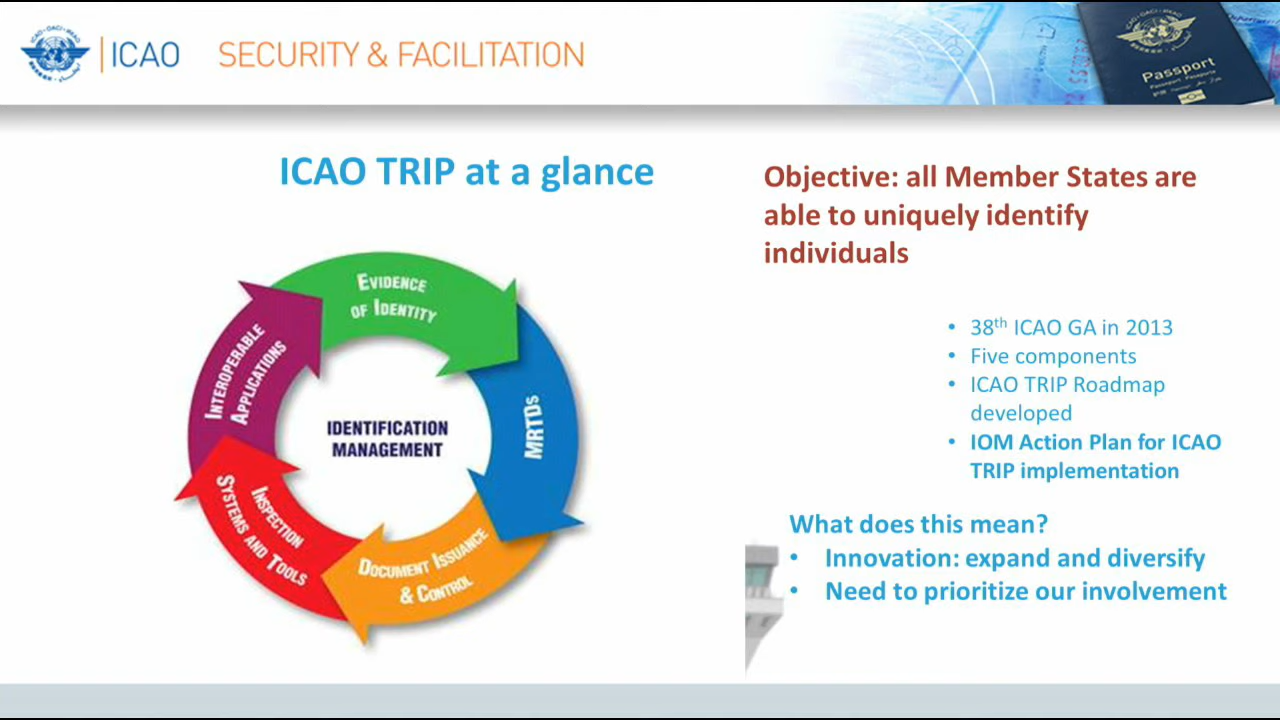 ICAO SECURITY & FACILITATION
Passport
ICAO TRIP at a glance
EVIDENCE
OF IDENTITY
MRTDS
DOCUMENT ISSUANCE
& CONTROL
INSPECTION
SYSTEMS AND TOOLS
INTEROPERABLE
APPLICATIONS
IDENTIFICATION
MANAGEMENT
Objective: all Member States are
able to uniquely identify
individuals
• 38th ICAO GA in 2013
• Five components
• ICAO TRIP Roadmap
developed
• IOM Action Plan for ICAO
TRIP implementation
What does this mean?
• Innovation: expand and diversify
• Need to prioritize our involvement